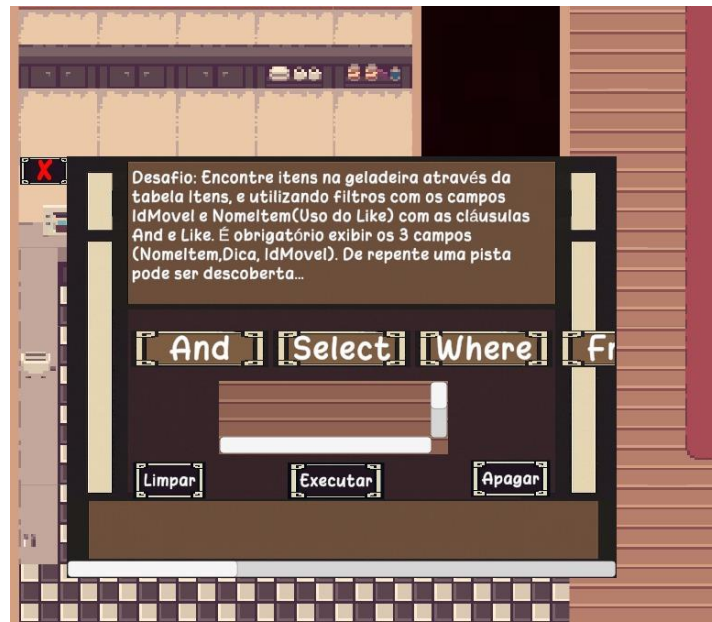 X
Desafio: Encontre itens na geladeira através da
tabela Itens, e utilizando filtros com os campos
IdMovel e NomeItem(Uso do Like) com as cláusulas
And e Like. É obrigatório exibir os 3 campos
(NomeItem,Dica, IdMovel). De repente uma pista
pode ser descoberta...
And Select Where Fr
Limpar Executar Apagar